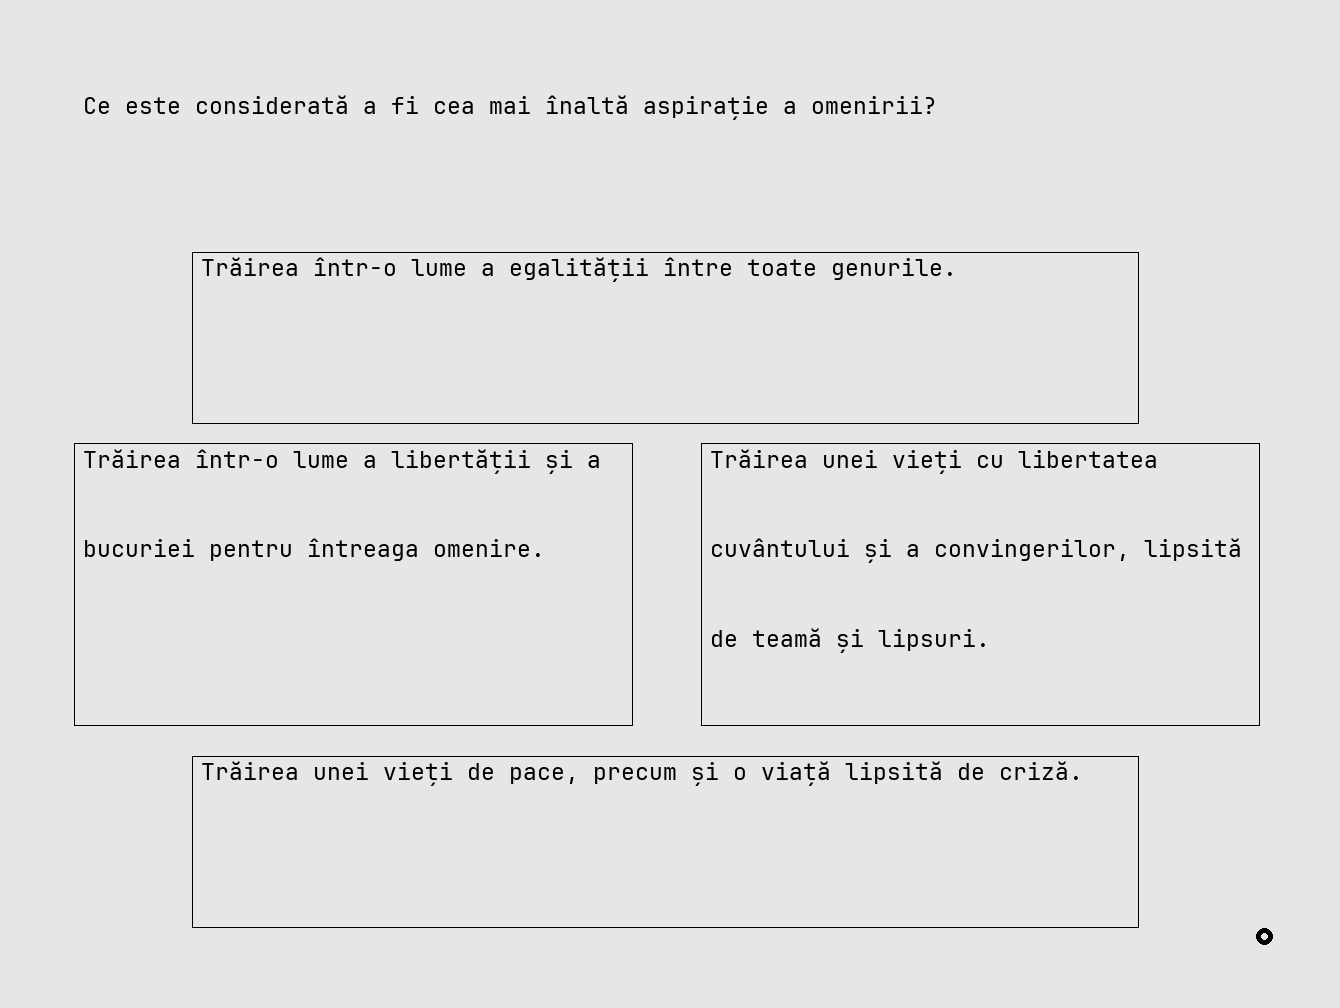 Ce este considerată a fi cea mai înaltă aspirație a omenirii?
Trăirea într-o lume a egalității între toate genurile.
Trăirea într-o lume a libertății și a
bucuriei pentru întreaga omenire.
Trăirea unei vieți cu libertatea
cuvântului și a convingerilor, lipsită
de teamă și lipsuri.
Trăirea unei vieți de pace, precum și o viață lipsită de criză.